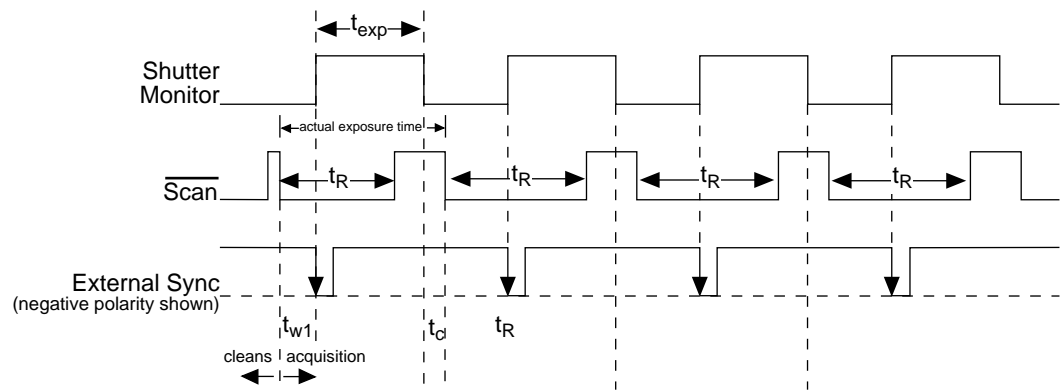 t_exp
Shutter
Monitor
actual exposure time
Scan
t_R t_R t_R t_R
External Sync
(negative polarity shown)
t_w1 t_c t_R
cleans acquisition